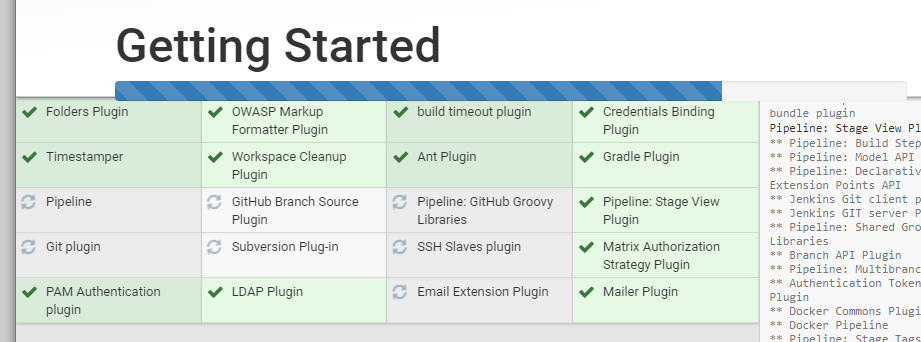 Getting Started
Folders Plugin
OWASP Markup
Formatter Plugin
build timeout plugin
Credentials Binding
Plugin
Timestamper
Workspace Cleanup
Plugin
Ant Plugin
Gradle Plugin
Pipeline
GitHub Branch Source
Plugin
Pipeline: GitHub Groovy
Libraries
Pipeline: Stage View
Plugin
Git plugin
Subversion Plug-in
SSH Slaves plugin
Matrix Authorization
Strategy Plugin
PAM Authentication
plugin
LDAP Plugin
Email Extension Plugin
Mailer Plugin
bundle plugin
Pipeline: Stage View Pl
** Pipeline: Build Step
** Pipeline: Model API
** Pipeline: Declarativ
Extension Points API
** Jenkins Git client p
** Jenkins GIT server P
** Pipeline: Shared Gro
Libraries
** Branch API Plugin
** Pipeline: Multibranc
** Authentication Token
Plugin
** Docker Commons Plugi
** Docker Pipeline
** Pipeline: Stage Tags